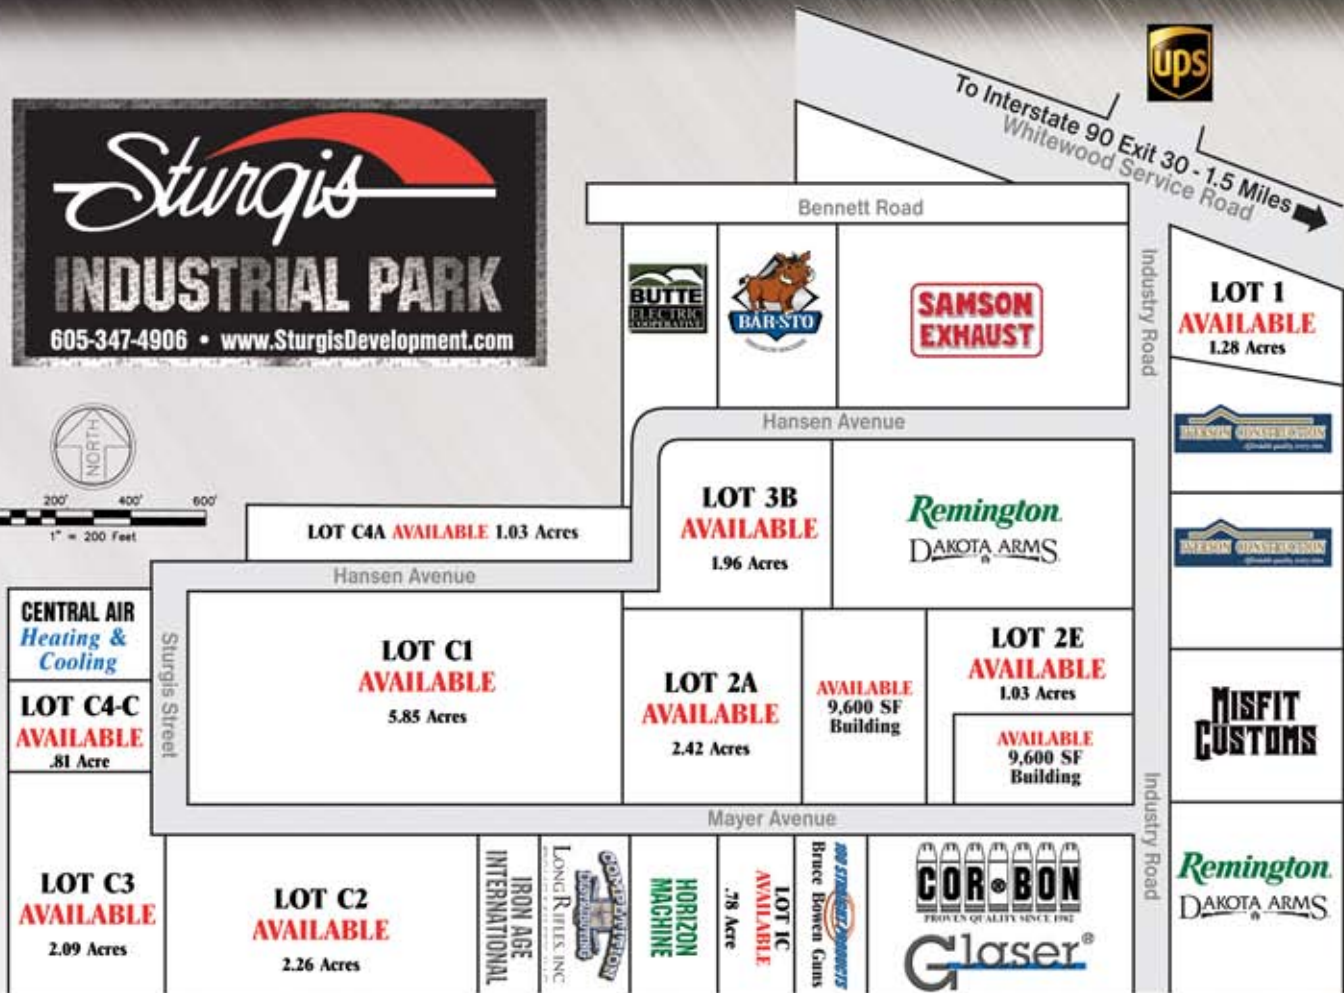 Sturgis
INDUSTRIAL PARK
605-347-4906 • www.SturgisDevelopment.com
ups
To Interstate 90 Exit 30 - 1.5 Miles
Whitewood Service Road
Bennett Road
Industry Road
BUTTE
ELECTRIC
COOPERATIVE
BAR-STO
SAMSON
EXHAUST
LOT 1
AVAILABLE
1.28 Acres
Hansen Avenue
NORTH
200' 400' 600'
1" = 200 Feet
LOT C4A AVAILABLE 1.03 Acres
LOT 3B
AVAILABLE
1.96 Acres
Remington
DAKOTA ARMS
CONSTRUCTION
CONSTRUCTION
Hansen Avenue
CENTRAL AIR
Heating &
Cooling
Sturgis Street
LOT C4-C
AVAILABLE
.81 Acre
LOT C1
AVAILABLE
5.85 Acres
LOT 2A
AVAILABLE
2.42 Acres
AVAILABLE
9,600 SF
Building
LOT 2E
AVAILABLE
1.03 Acres
AVAILABLE
9,600 SF
Building
MISFIT
CUSTOMS
Mayer Avenue
Industry Road
LOT C3
AVAILABLE
2.09 Acres
LOT C2
AVAILABLE
2.26 Acres
IRON AGE
INTERNATIONAL
LONG RIFLES, INC
COMPETITION
HORIZON
MACHINE
LOT 1C
AVAILABLE
.78 Acre
100 STRAIGHT PRODUCTS
Bruce Bowen Guns
COR®BON
PROVEN QUALITY SINCE 1982
Glaser®
Remington
DAKOTA ARMS